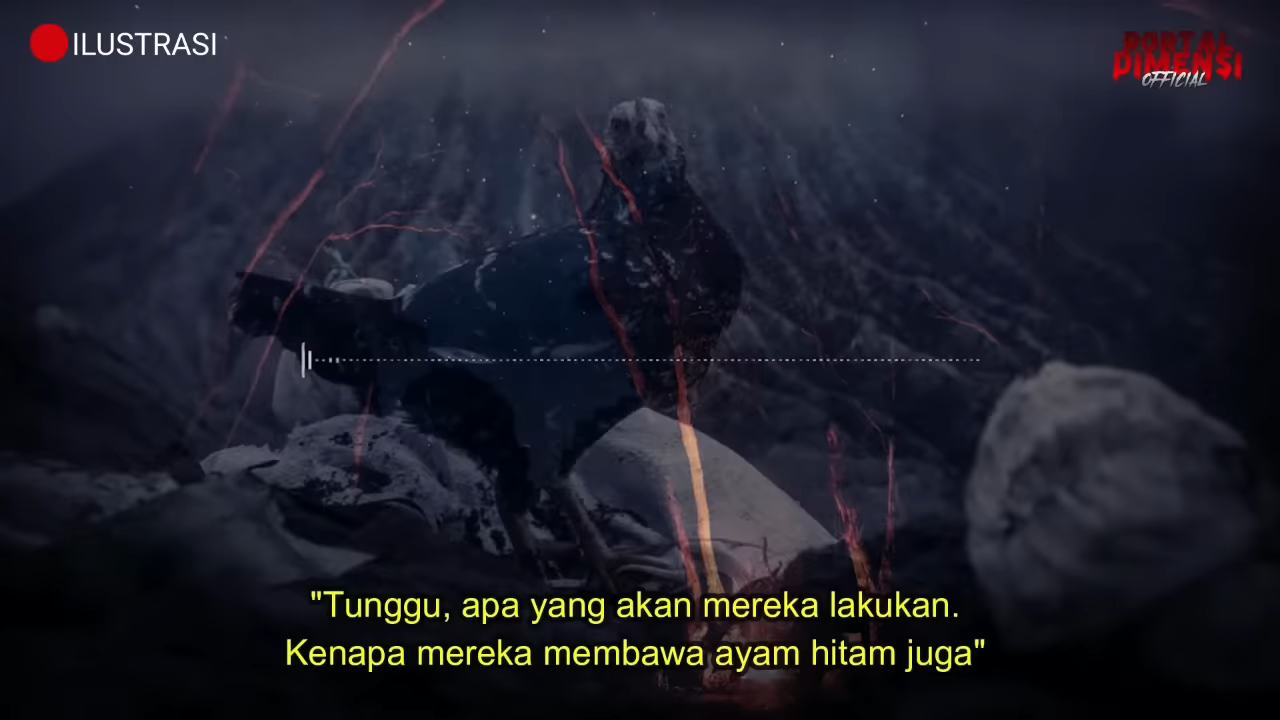 ILUSTRASI
PORTAL
DIMENSI
OFFICIAL
"Tunggu, apa yang akan mereka lakukan.
Kenapa mereka membawa ayam hitam juga"